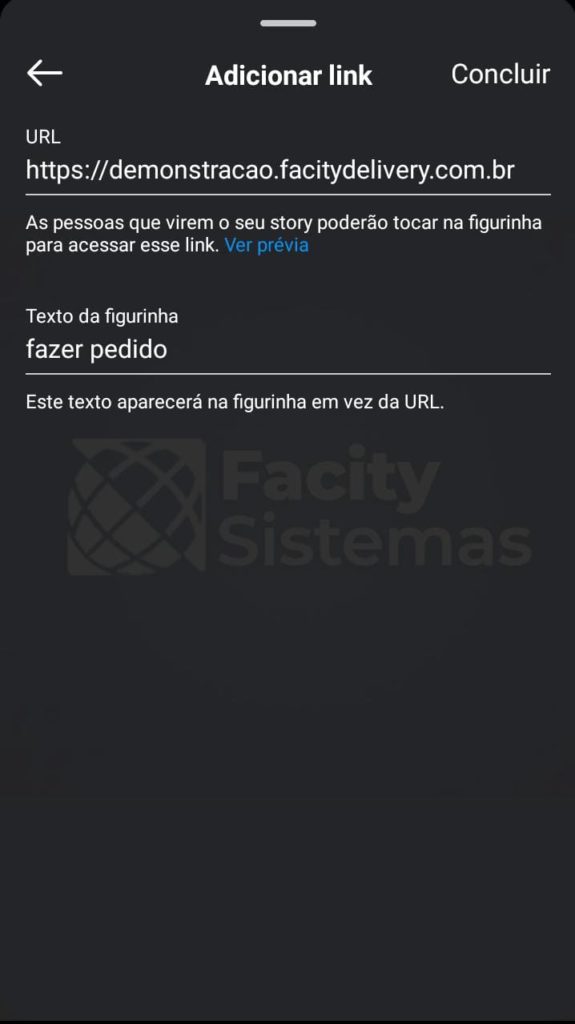 Adicionar link
Concluir
URL
https://demonstracao.facitydelivery.com.br
As pessoas que virem o seu story poderão tocar na figurinha
para acessar esse link. Ver prévia
Texto da figurinha
fazer pedido
Este texto aparecerá na figurinha em vez da URL.
Facity
Sistemas